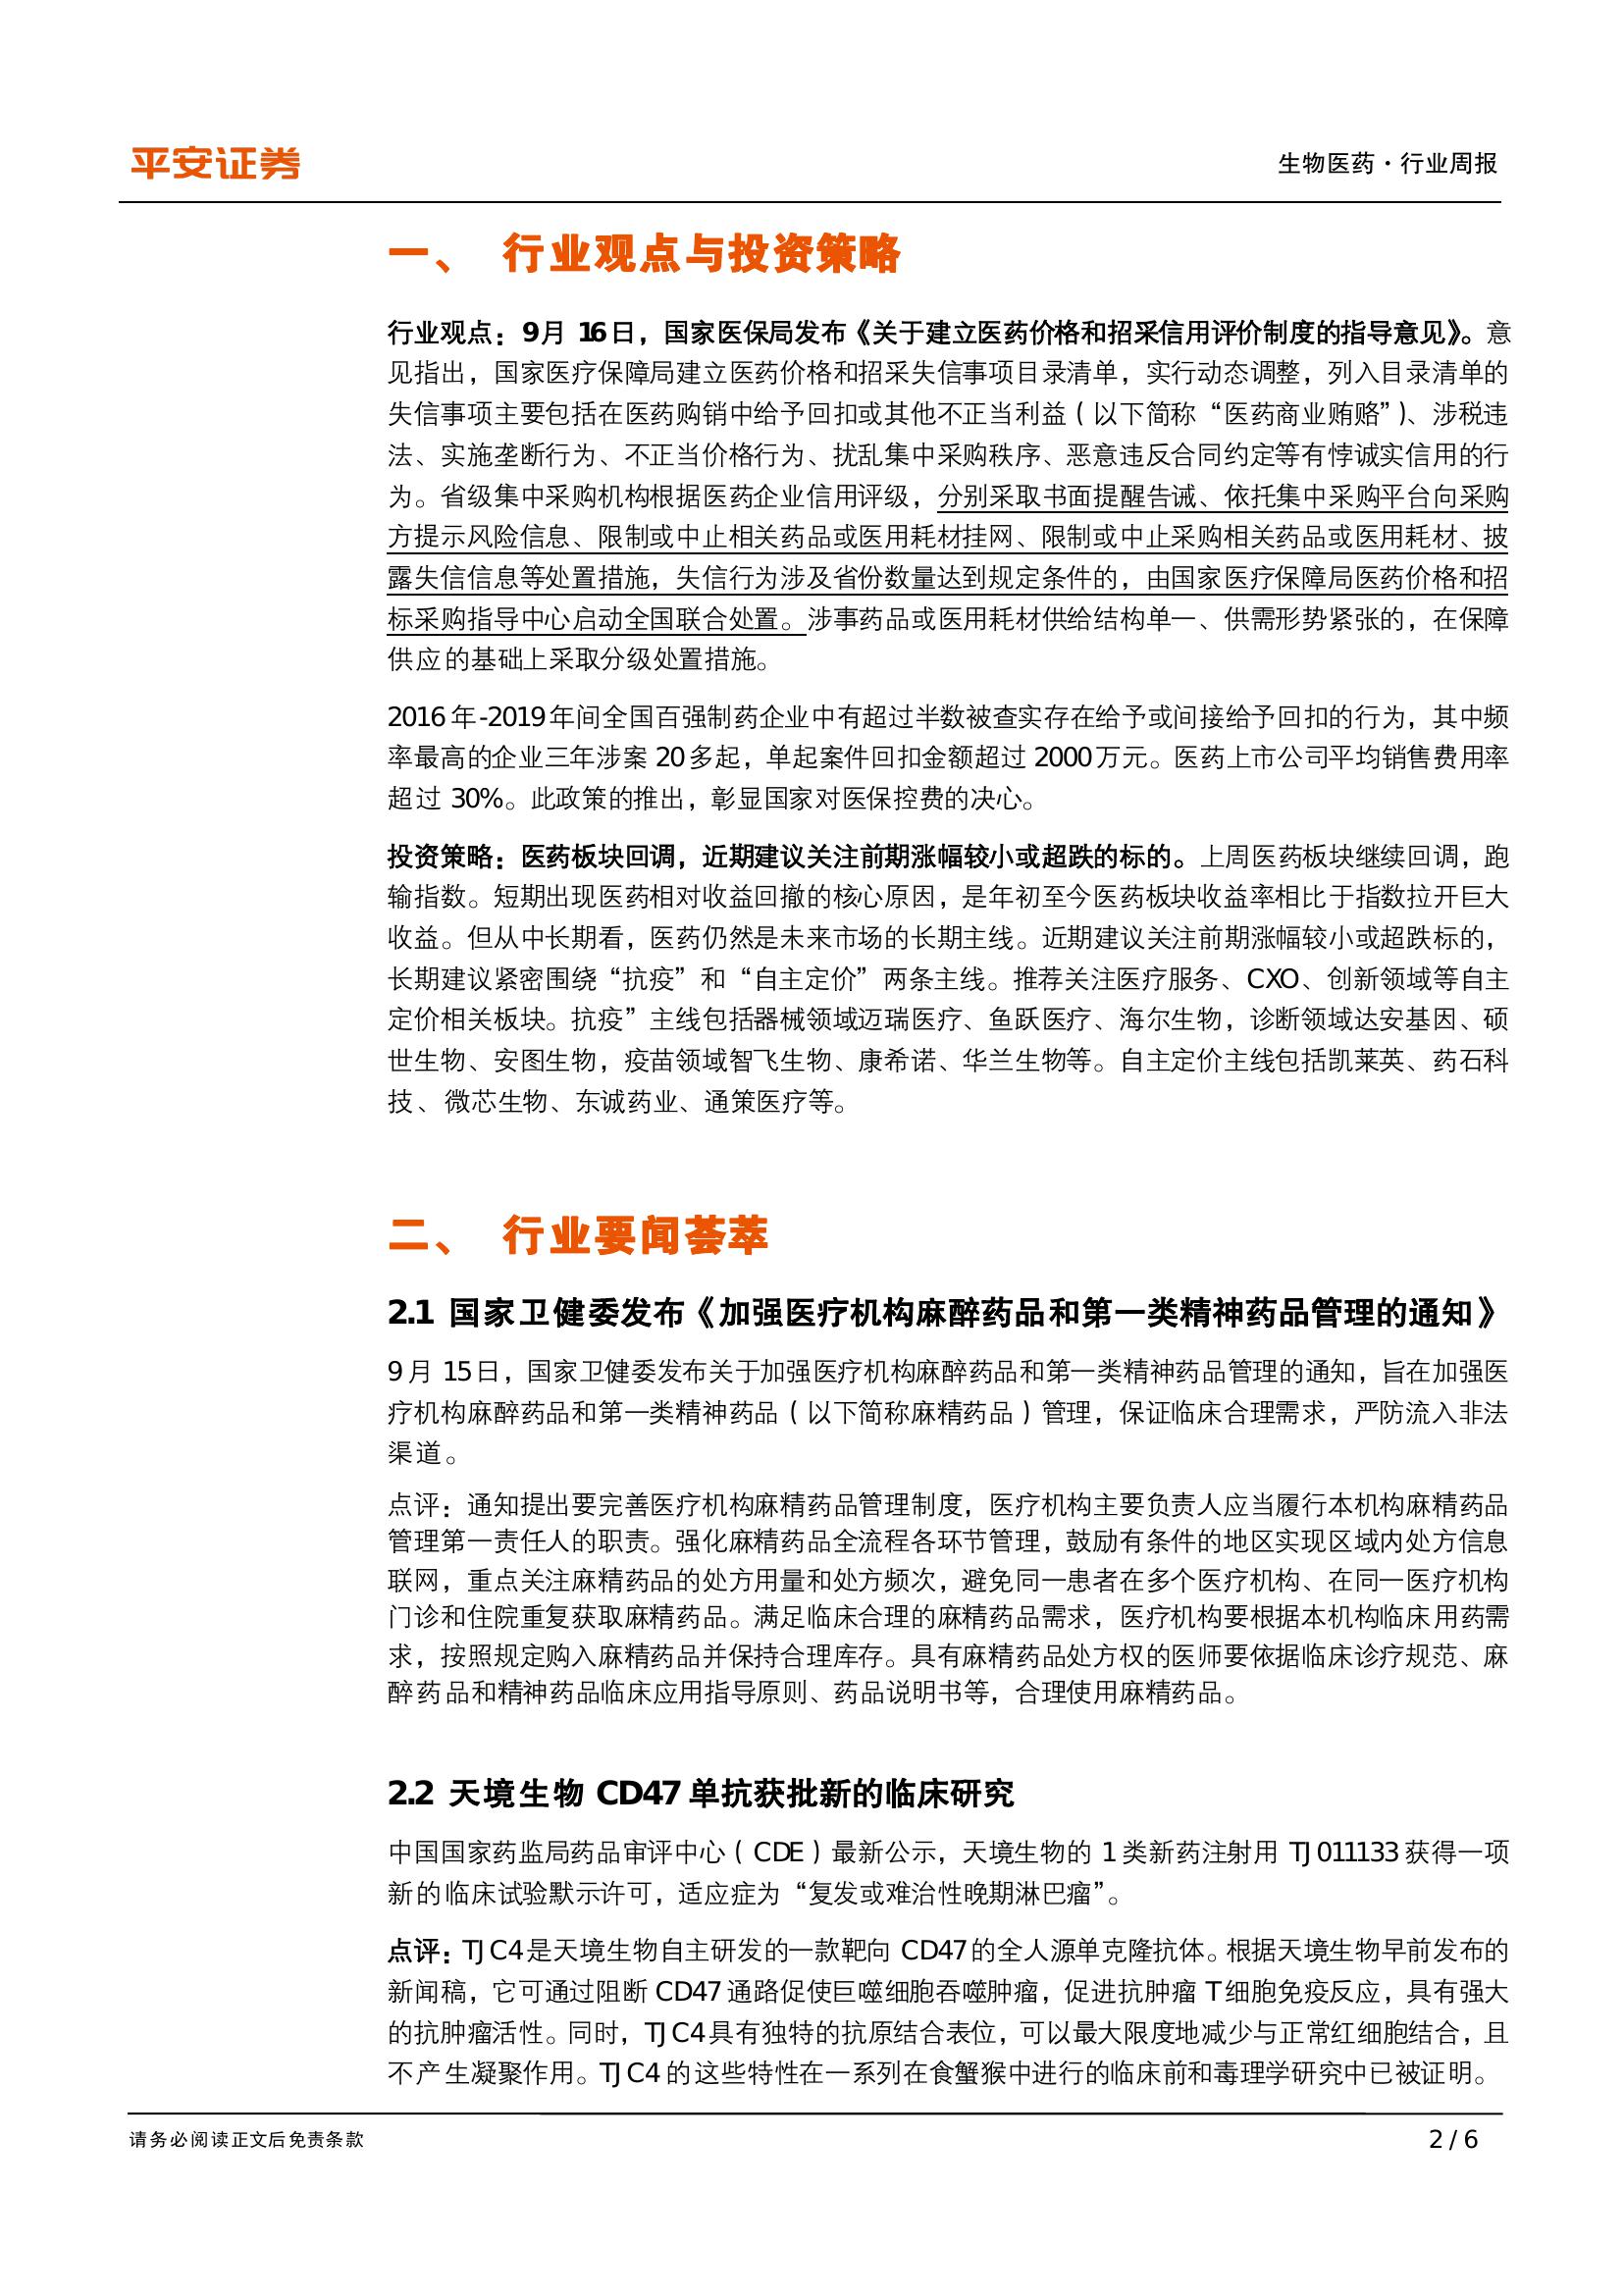 平安证券
生物医药·行业周报
一、 行业观点与投资策略
行业观点：9月 16日，国家医保局发布《关于建立医药价格和招采信用评价制度的指导意见》。意
见指出，国家医疗保障局建立医药价格和招采失信事项目录清单，实行动态调整，列入目录清单的
失信事项主要包括在医药购销中给予回扣或其他不正当利益（以下简称“医药商业贿赂”)、涉税违
法、实施垄断行为、不正当价格行为、扰乱集中采购秩序、恶意违反合同约定等有悖诚实信用的行
为。省级集中采购机构根据医药企业信用评级，分别采取书面提醒告诫、依托集中采购平台向采购
方提示风险信息、限制或中止相关药品或医用耗材挂网、限制或中止采购相关药品或医用耗材、披
露失信信息等处置措施，失信行为涉及省份数量达到规定条件的，由国家医疗保障局医药价格和招
标采购指导中心启动全国联合处置。涉事药品或医用耗材供给结构单一、供需形势紧张的，在保障
供应的基础上采取分级处置措施。
2016年-2019年间全国百强制药企业中有超过半数被查实存在给予或间接给予回扣的行为，其中频
率最高的企业三年涉案 20多起，单起案件回扣金额超过 2000万元。医药上市公司平均销售费用率
超过 30%。此政策的推出，彰显国家对医保控费的决心。
投资策略：医药板块回调，近期建议关注前期涨幅较小或超跌的标的。上周医药板块继续回调，跑
输指数。短期出现医药相对收益回撤的核心原因，是年初至今医药板块收益率相比于指数拉开巨大
收益。但从中长期看，医药仍然是未来市场的长期主线。近期建议关注前期涨幅较小或超跌标的，
长期建议紧密围绕“抗疫”和“自主定价”两条主线。推荐关注医疗服务、CXO、创新领域等自主
定价相关板块。抗疫”主线包括器械领域迈瑞医疗、鱼跃医疗、海尔生物，诊断领域达安基因、硕
世生物、安图生物，疫苗领域智飞生物、康希诺、华兰生物等。自主定价主线包括凯莱英、药石科
技、微芯生物、东诚药业、通策医疗等。
二、 行业要闻荟萃
2.1 国家卫健委发布《加强医疗机构麻醉药品和第一类精神药品管理的通知》
9月 15日，国家卫健委发布关于加强医疗机构麻醉药品和第一类精神药品管理的通知，旨在加强医
疗机构麻醉药品和第一类精神药品（以下简称麻精药品）管理，保证临床合理需求，严防流入非法
渠道。
点评：通知提出要完善医疗机构麻精药品管理制度，医疗机构主要负责人应当履行本机构麻精药品
管理第一责任人的职责。强化麻精药品全流程各环节管理，鼓励有条件的地区实现区域内处方信息
联网，重点关注麻精药品的处方用量和处方频次，避免同一患者在多个医疗机构、在同一医疗机构
门诊和住院重复获取麻精药品。满足临床合理的麻精药品需求，医疗机构要根据本机构临床用药需
求，按照规定购入麻精药品并保持合理库存。具有麻精药品处方权的医师要依据临床诊疗规范、麻
醉药品和精神药品临床应用指导原则、药品说明书等，合理使用麻精药品。
2.2 天境生物 CD47 单抗获批新的临床研究
中国国家药监局药品审评中心（CDE）最新公示，天境生物的 1类新药注射用 TJ011133 获得一项
新的临床试验默示许可，适应症为“复发或难治性晚期淋巴瘤”。
点评：TJC4是天境生物自主研发的一款靶向 CD47的全人源单克隆抗体。根据天境生物早前发布的
新闻稿，它可通过阻断 CD47通路促使巨噬细胞吞噬肿瘤，促进抗肿瘤 T细胞免疫反应，具有强大
的抗肿瘤活性。同时，TJC4具有独特的抗原结合表位，可以最大限度地减少与正常红细胞结合，且
不产生凝聚作用。TJC4的这些特性在一系列在食蟹猴中进行的临床前和毒理学研究中已被证明。
请务必阅读正文后免责条款
2 / 6